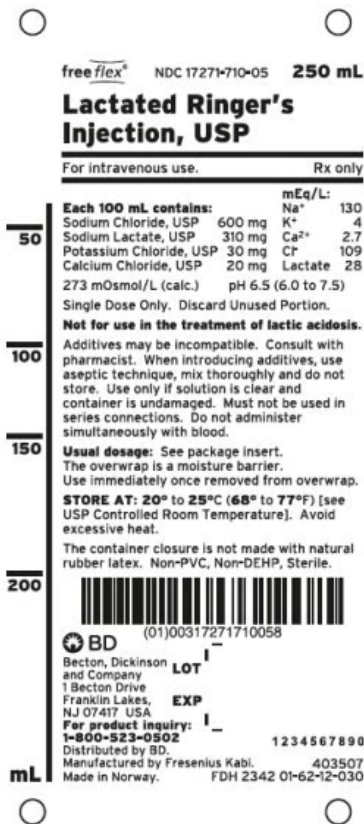 freeflex® NDC 17271-710-05 250 mL
Lactated Ringer's
Injection, USP
For intravenous use. Rx only
mEq/L:
Each 100 mL contains: Na⁺ 130
Sodium Chloride, USP 600 mg K⁺ 4
Sodium Lactate, USP 310 mg Ca²⁺ 2.7
Potassium Chloride, USP 30 mg Cl⁻ 109
Calcium Chloride, USP 20 mg Lactate 28
273 mOsmol/L (calc.) pH 6.5 (6.0 to 7.5)
Single Dose Only. Discard Unused Portion.
Not for use in the treatment of lactic acidosis.
Additives may be incompatible. Consult with
pharmacist. When introducing additives, use
aseptic technique, mix thoroughly and do not
store. Use only if solution is clear and
container is undamaged. Must not be used in
series connections. Do not administer
simultaneously with blood.
Usual dosage: See package insert.
The overwrap is a moisture barrier.
Use immediately once removed from overwrap.
STORE AT: 20° to 25°C (68° to 77°F) [see
USP Controlled Room Temperature]. Avoid
excessive heat.
The container closure is not made with natural
rubber latex. Non-PVC, Non-DEHP, Sterile.
(01)00317271710058
BD
Becton, Dickinson
and Company
1 Becton Drive
Franklin Lakes,
NJ 07417 USA
LOT
EXP
For product inquiry:
1-800-523-0502
Distributed by BD.
Manufactured by Fresenius Kabi.
Made in Norway.
1234567890
403507
FDH 2342 01-62-12-030
50
100
150
200
mL